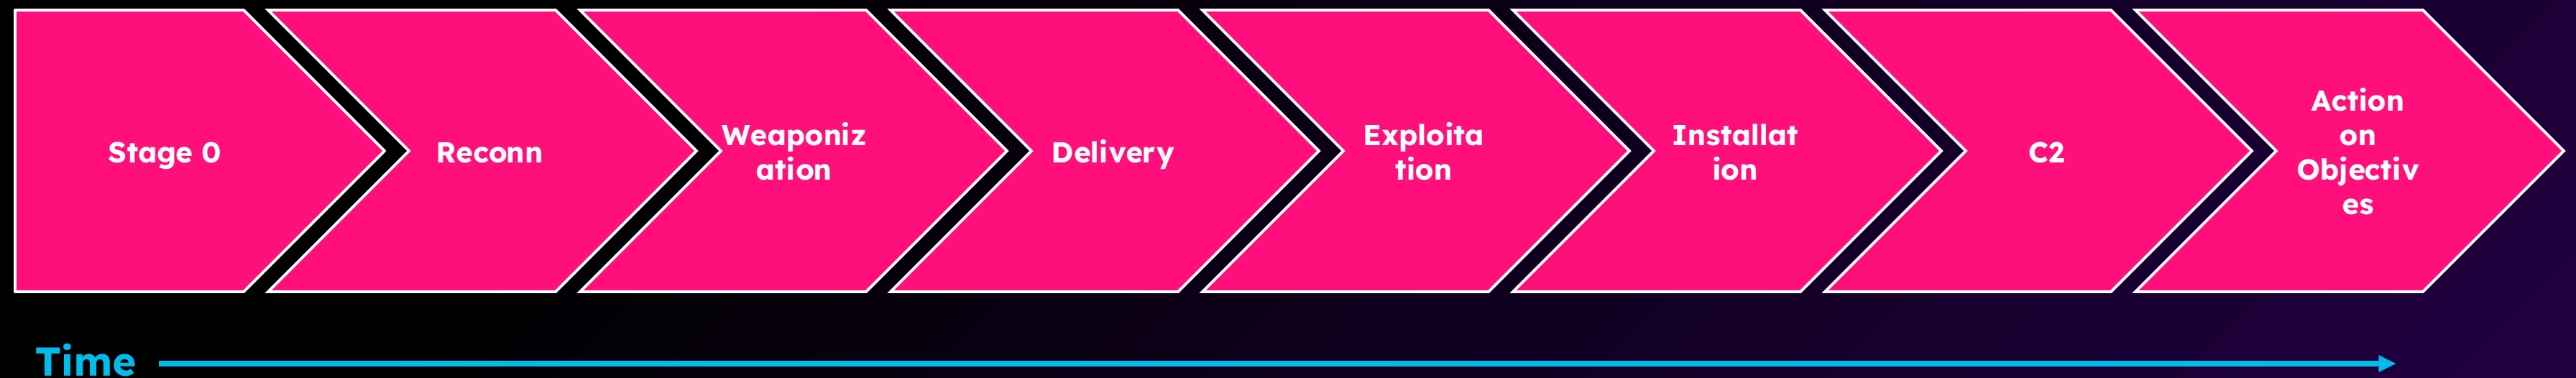 Stage 0
Reconn
Weaponiz
ation
Delivery
Exploita
tion
Installat
ion
C2
Action
on
Objectiv
es
Time